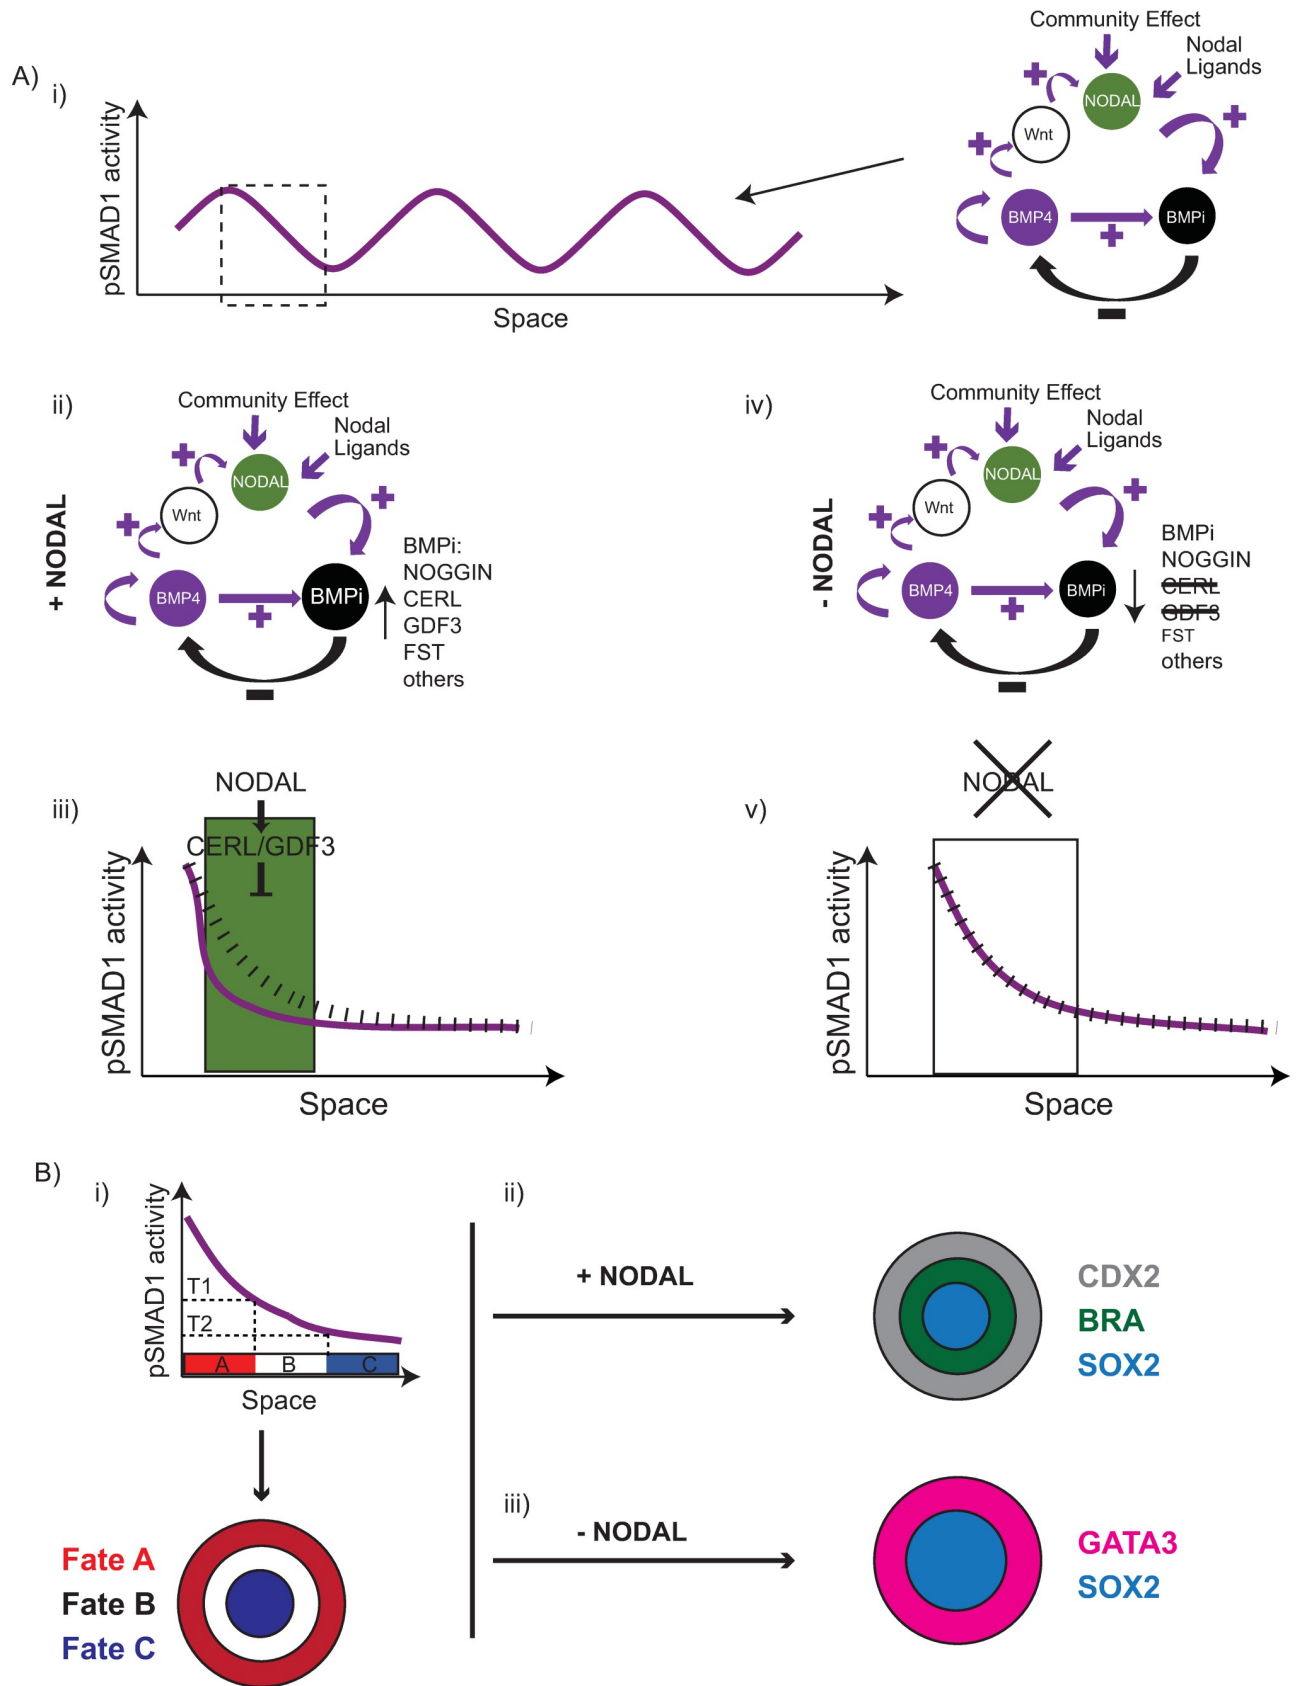 A)
i)
pSMAD1 activity
Space
Community Effect
Nodal
Ligands
+
NODAL
+
Wnt
+
BMP4
BMPi
+
-
ii)
+ NODAL
Community Effect
Nodal
Ligands
+
NODAL
+
Wnt
+
BMPi:
NOGGIN
CERL
GDF3
FST
others
BMP4
BMPi
+
-
iv)
- NODAL
Community Effect
Nodal
Ligands
+
NODAL
+
Wnt
+
BMPi
NOGGIN
CERL
GDF3
FST
others
BMP4
BMPi
+
-
iii)
NODAL
CERL/GDF3
pSMAD1 activity
Space
v)
NODAL
pSMAD1 activity
Space
B)
i)
pSMAD1 activity
T1
T2
A B C
Space
Fate A
Fate B
Fate C
ii)
+ NODAL
CDX2
BRA
SOX2
iii)
- NODAL
GATA3
SOX2